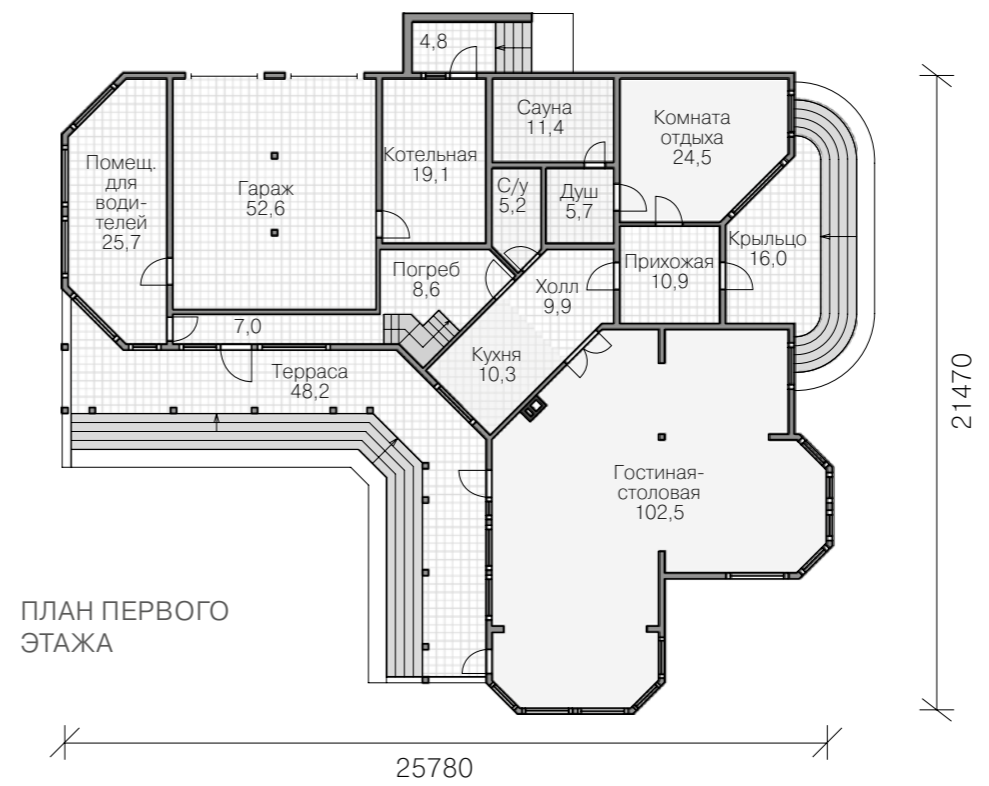 4,8
Сауна
11,4
Комната
отдыха
24,5
Помещ.
для
води-
телей
25,7
Гараж
52,6
Котельная
19,1
С/у
5,2
Душ
5,7
Крыльцо
16,0
Погреб
8,6
Холл
9,9
Прихожая
10,9
7,0
Терраса
48,2
Кухня
10,3
21470
Гостиная-
столовая
102,5
ПЛАН ПЕРВОГО
ЭТАЖА
25780